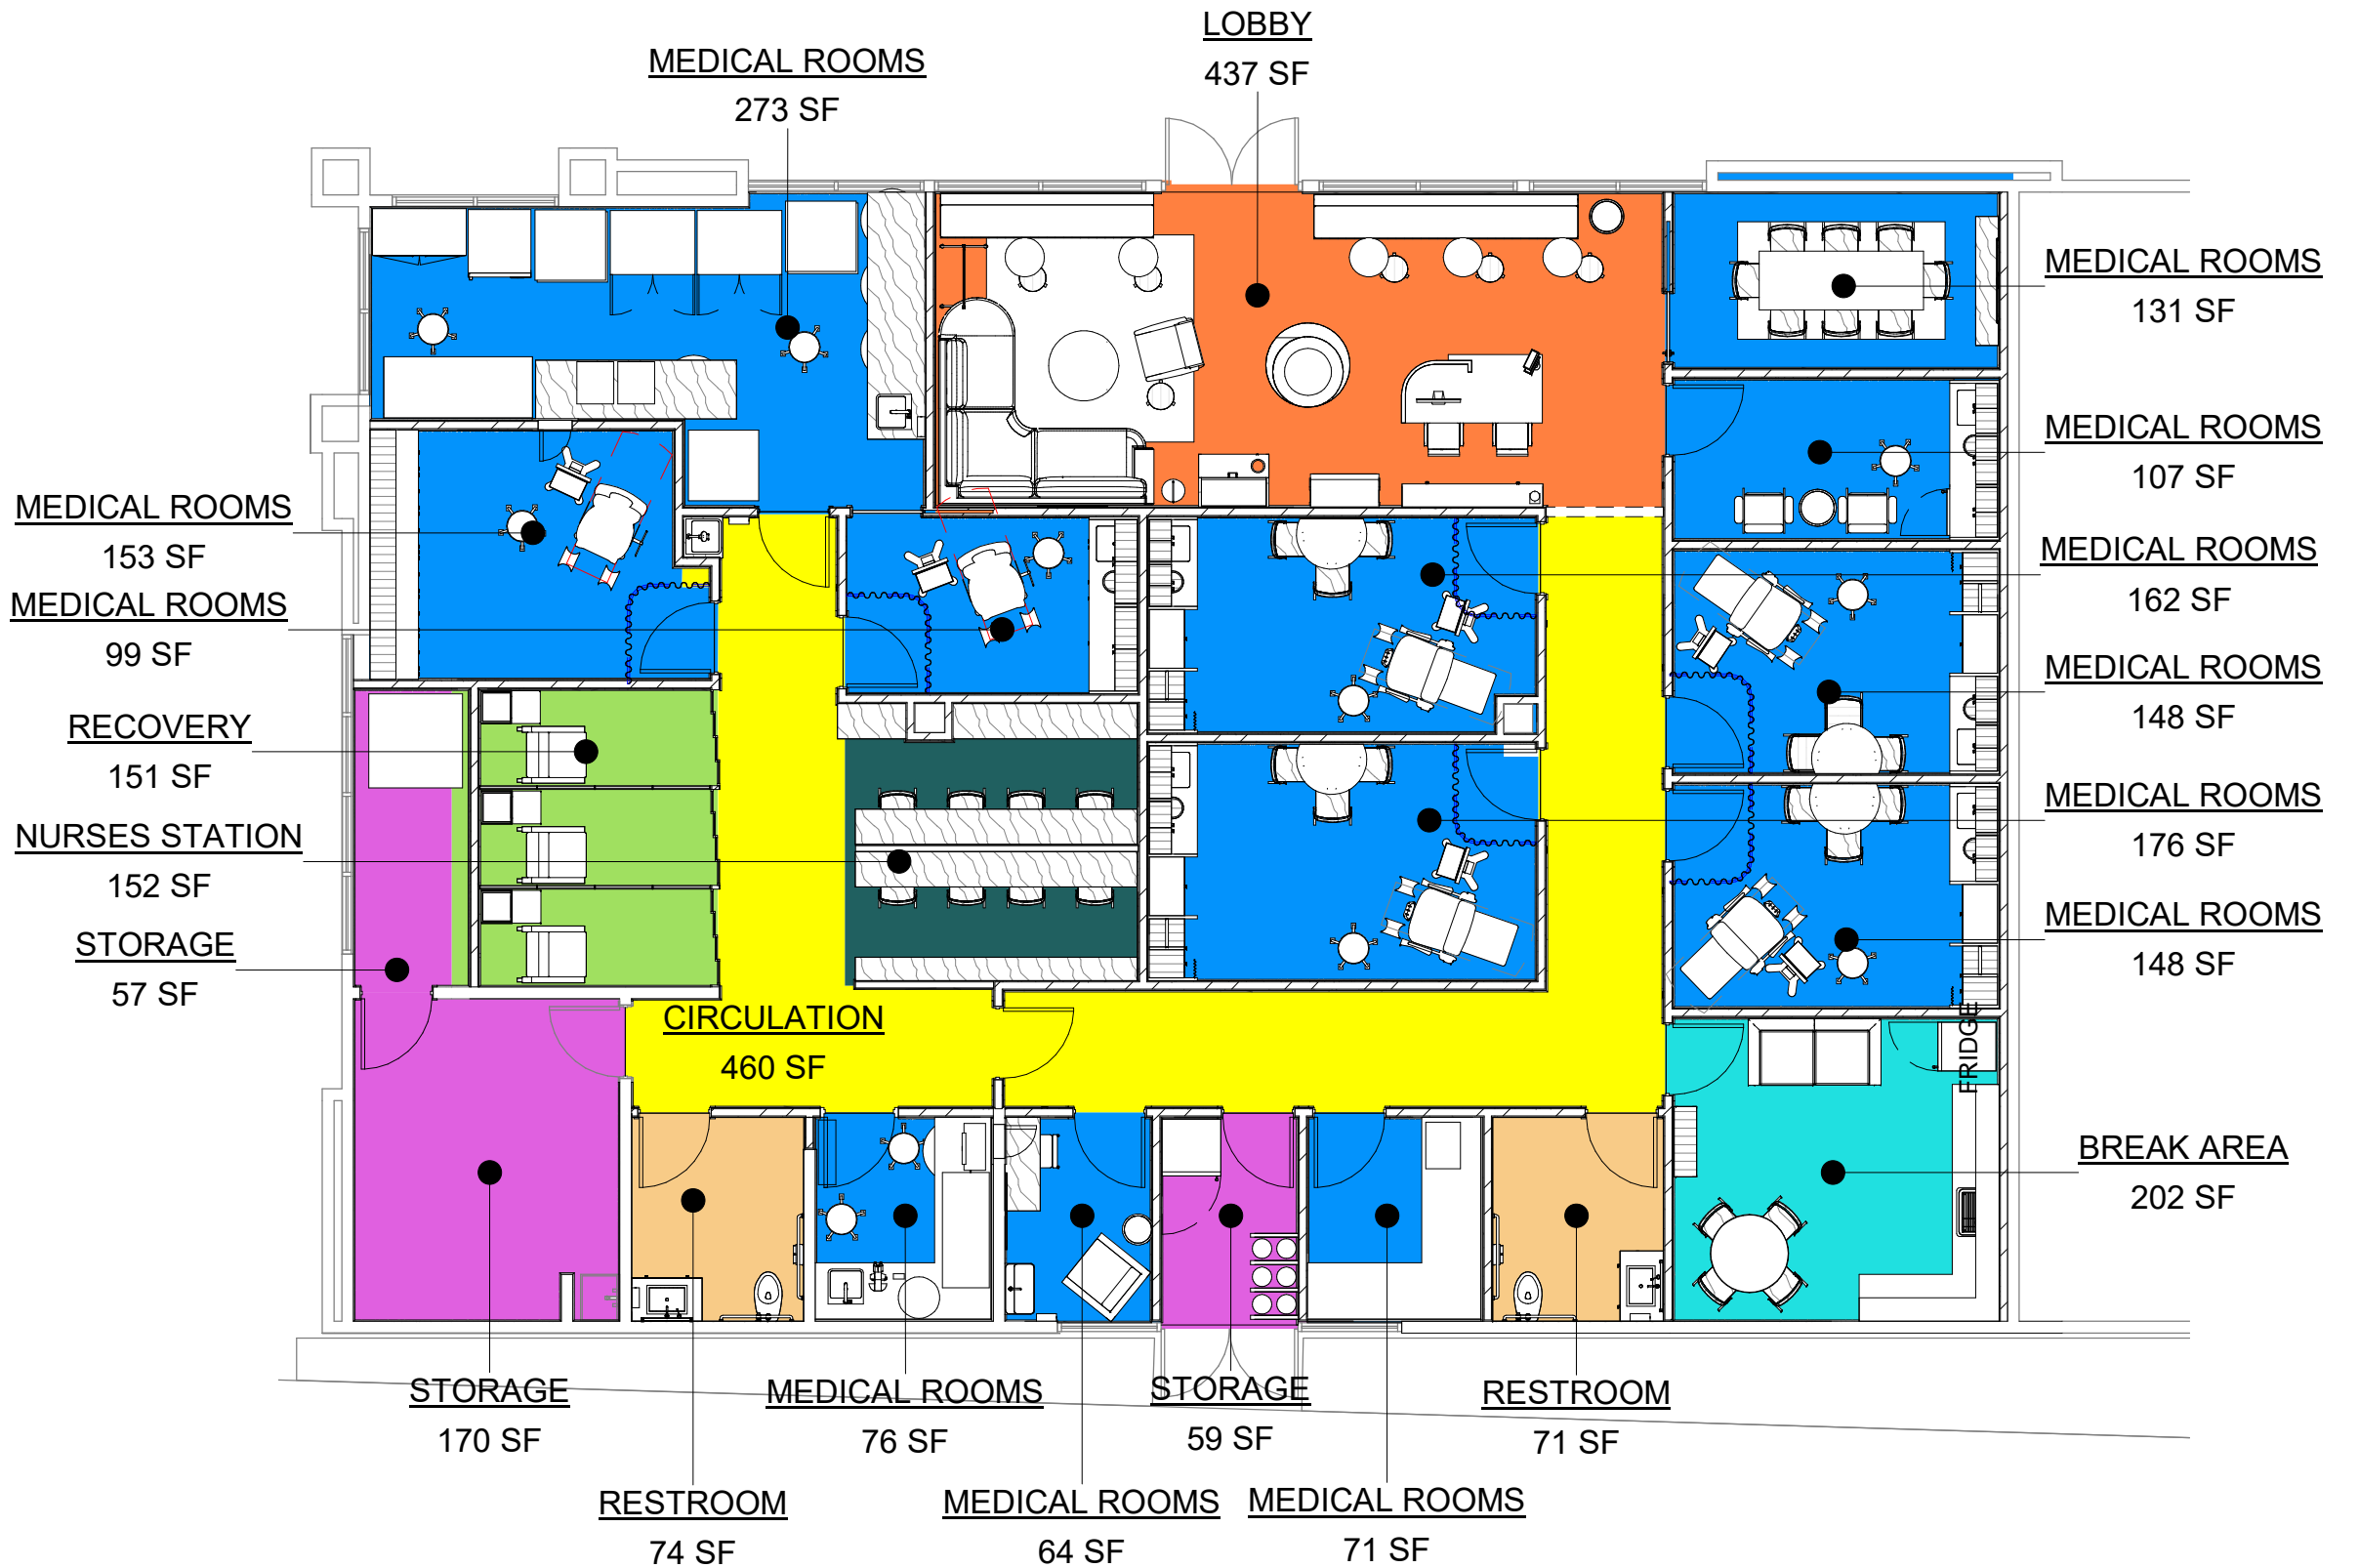 LOBBY
437 SF
MEDICAL ROOMS
273 SF
MEDICAL ROOMS
131 SF
MEDICAL ROOMS
107 SF
MEDICAL ROOMS
153 SF
MEDICAL ROOMS
162 SF
MEDICAL ROOMS
99 SF
MEDICAL ROOMS
148 SF
RECOVERY
151 SF
MEDICAL ROOMS
176 SF
NURSES STATION
152 SF
MEDICAL ROOMS
148 SF
STORAGE
57 SF
FRIDGE
CIRCULATION
460 SF
BREAK AREA
202 SF
STORAGE
170 SF
MEDICAL ROOMS
76 SF
STORAGE
59 SF
RESTROOM
71 SF
RESTROOM
74 SF
MEDICAL ROOMS
64 SF
MEDICAL ROOMS
71 SF